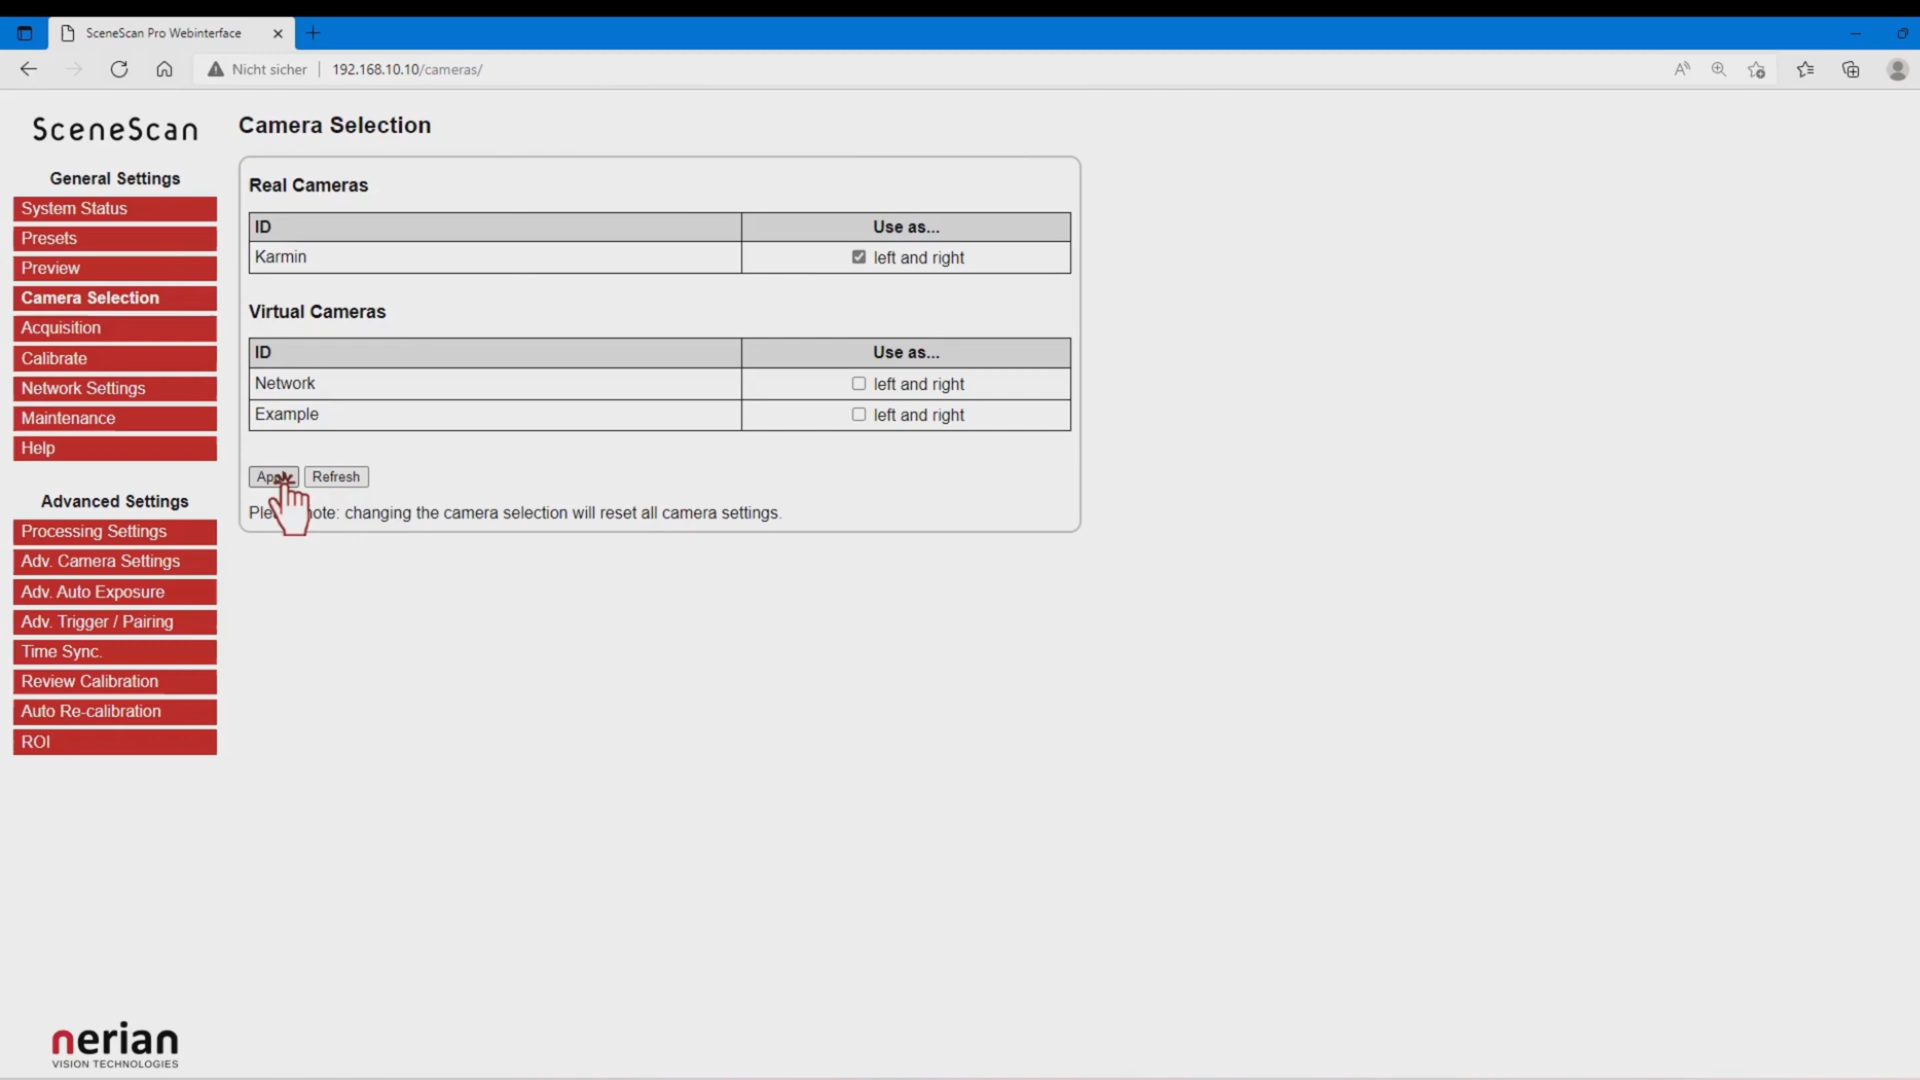 SceneScan Pro Webinterface
Nicht sicher
192.168.10.10/cameras/
SceneScan
General Settings
System Status
Presets
Preview
Camera Selection
Acquisition
Calibrate
Network Settings
Maintenance
Help
Advanced Settings
Processing Settings
Adv. Camera Settings
Adv. Auto Exposure
Adv. Trigger / Pairing
Time Sync.
Review Calibration
Auto Re-calibration
ROI
nerian
VISION TECHNOLOGIES
Camera Selection
Real Cameras
ID Use as...
Karmin left and right
Virtual Cameras
ID Use as...
Network left and right
Example left and right
Refresh
changing the camera selection will reset all camera settings.